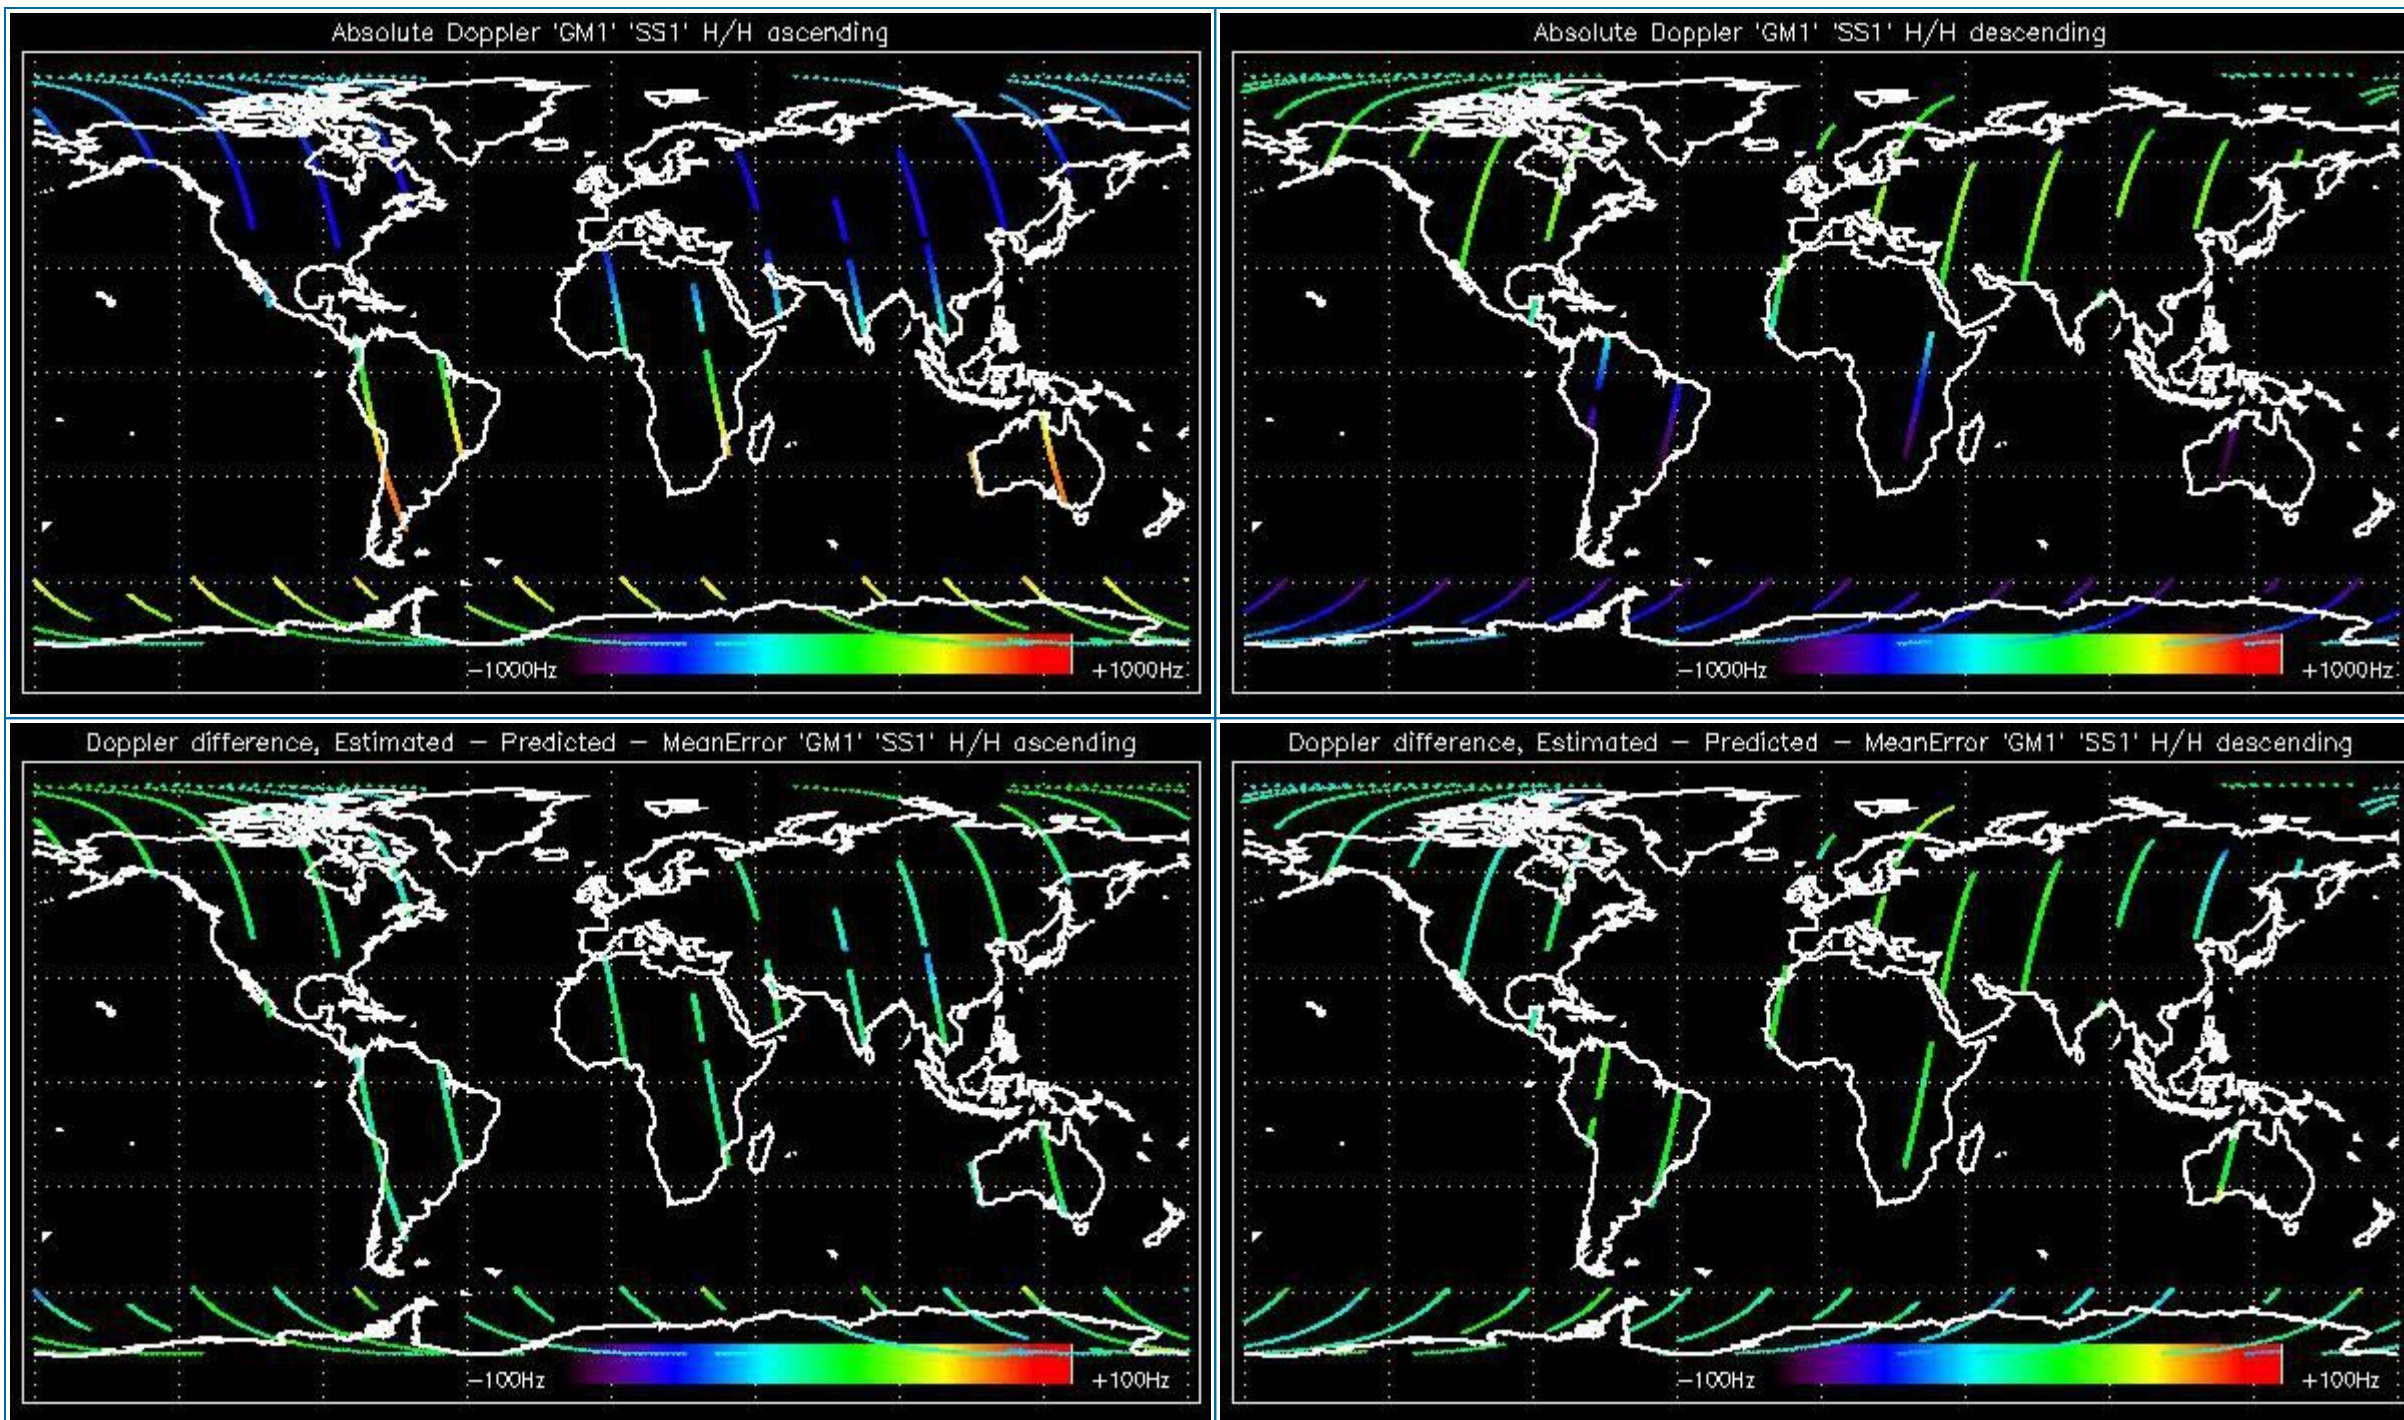 Absolute Doppler 'GM1' 'SS1' H/H ascending
−1000Hz
+1000Hz
Absolute Doppler 'GM1' 'SS1' H/H descending
−1000Hz
+1000Hz
Doppler difference, Estimated − Predicted − MeanError 'GM1' 'SS1' H/H ascending
−100Hz
+100Hz
Doppler difference, Estimated − Predicted − MeanError 'GM1' 'SS1' H/H descending
−100Hz
+100Hz